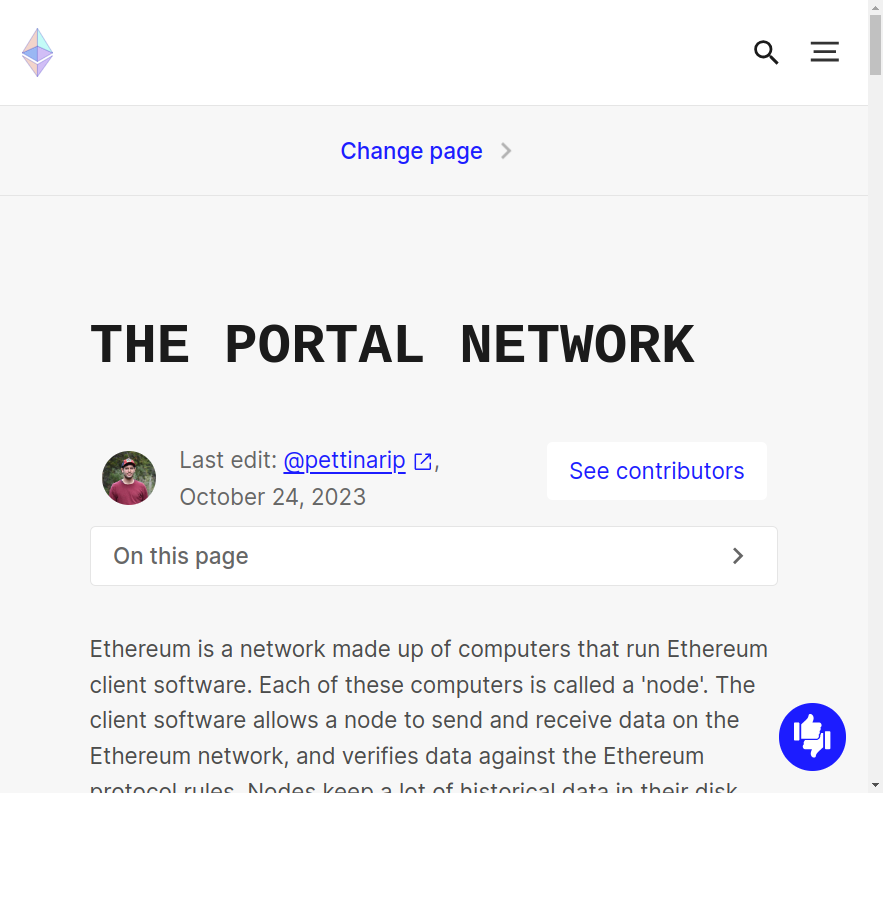 Change page
THE PORTAL NETWORK
Last edit: @pettinarip,
October 24, 2023
See contributors
On this page
Ethereum is a network made up of computers that run Ethereum
client software. Each of these computers is called a 'node'. The
client software allows a node to send and receive data on the
Ethereum network, and verifies data against the Ethereum
protocol rules. Nodes keep a lot of historical data in their disk